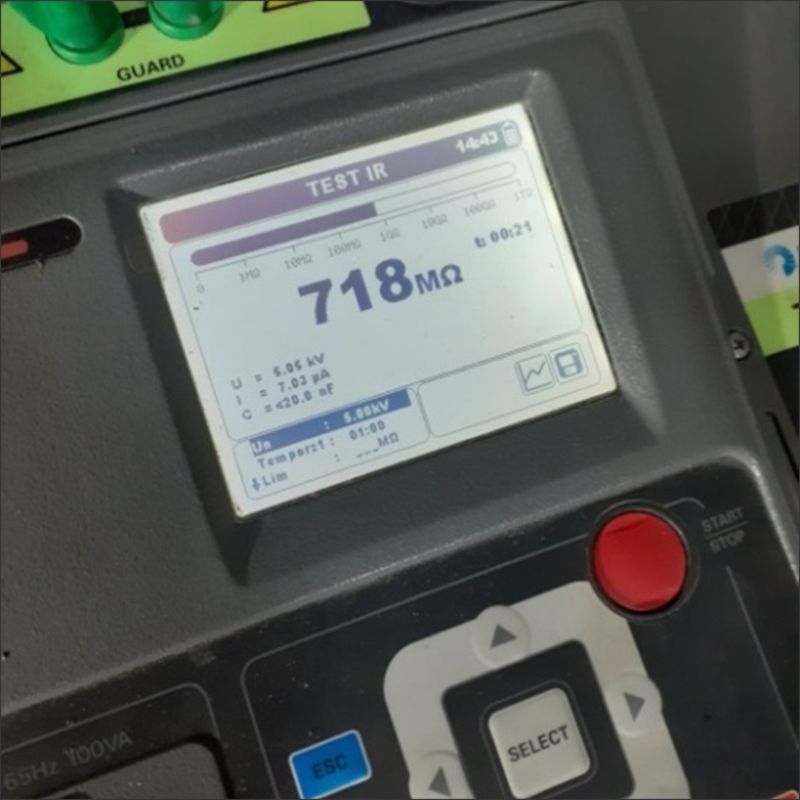 GUARD
TEST IR 14:43
0 1MΩ 10MΩ 100MΩ 1GΩ 10GΩ 100GΩ 1TΩ
t: 00:21
718MΩ
U = 5.05 kV
I = 7.03 µA
C =<20.0 nF
Un : 5.00kV
Temporz1 : 01:00
Lim : ---MΩ
START
STOP
SELECT
ESC
65Hz 100VA